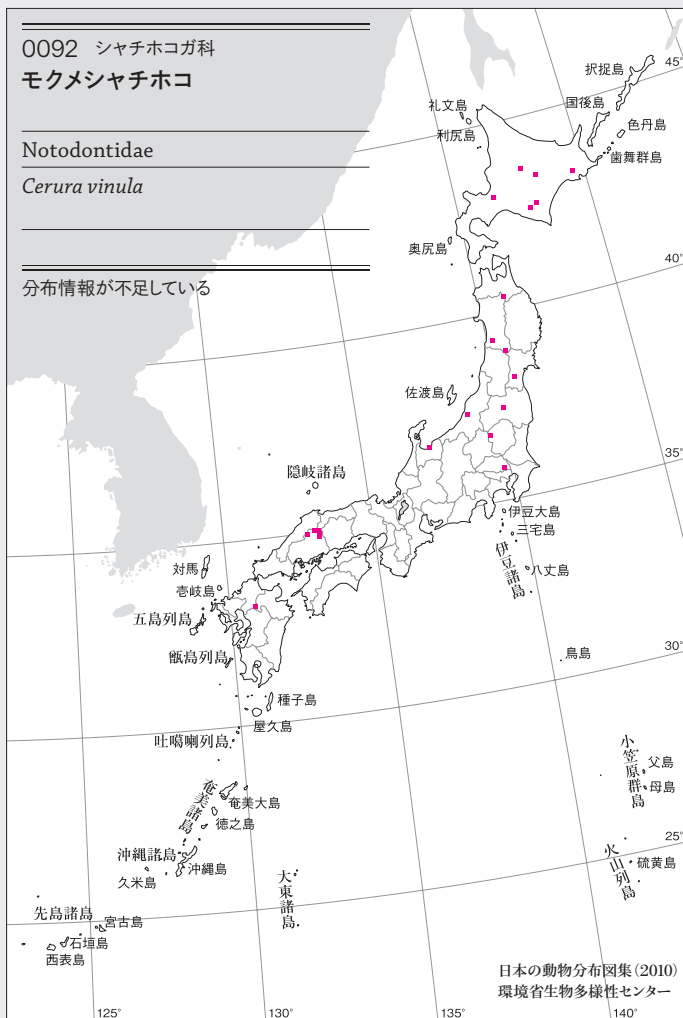 0092 シャチホコガ科
モクメシャチホコ
Notodontidae
Cerura vinula
分布情報が不足している
択捉島
45°
礼文島
国後島
色丹島
利尻島
歯舞群島
奥尻島
40°
佐渡島
35°
隠岐諸島
伊豆大島
三宅島
伊豆諸島
八丈島
対馬
壱岐島
五島列島
甑島列島
鳥島
30°
種子島
屋久島
吐噶喇列島
小笠原群島
父島
母島
奄美諸島
奄美大島
徳之島
25°
沖縄諸島
沖縄島
久米島
火山列島
硫黄島
大東諸島
先島諸島
宮古島
石垣島
西表島
日本の動物分布図集(2010)
環境省生物多様性センター
125°
130°
135°
140°